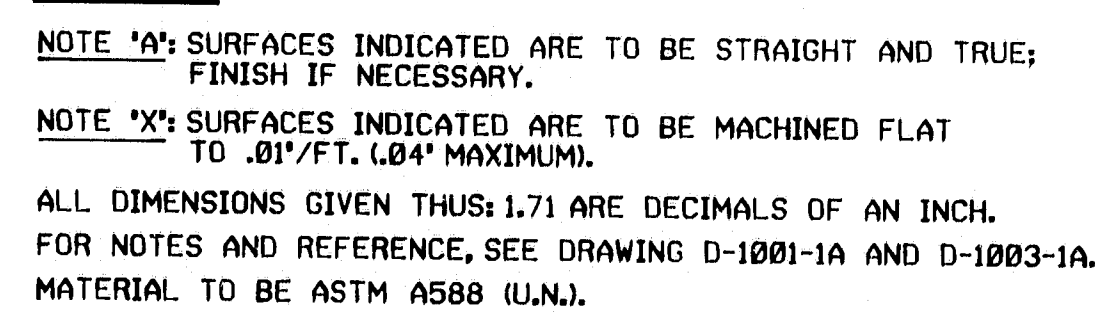 NOTE 'A': SURFACES INDICATED ARE TO BE STRAIGHT AND TRUE;
FINISH IF NECESSARY.
NOTE 'X': SURFACES INDICATED ARE TO BE MACHINED FLAT
TO .01'/FT. (.04' MAXIMUM).
ALL DIMENSIONS GIVEN THUS: 1.71 ARE DECIMALS OF AN INCH.
FOR NOTES AND REFERENCE, SEE DRAWING D-1001-1A AND D-1003-1A.
MATERIAL TO BE ASTM A588 (U.N.).